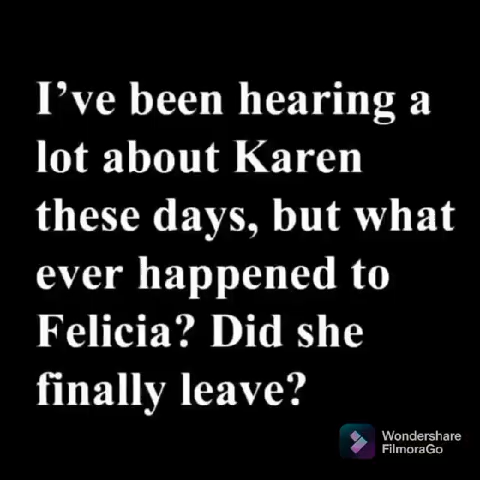 I’ve been hearing a
lot about Karen
these days, but what
ever happened to
Felicia? Did she
finally leave?
Wondershare
FilmoraGo